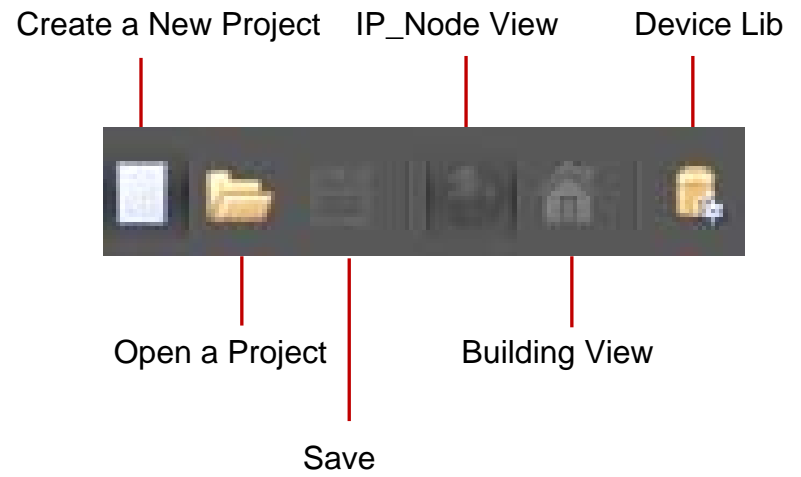 Create a New Project
IP_Node View
Device Lib
Open a Project
Building View
Save